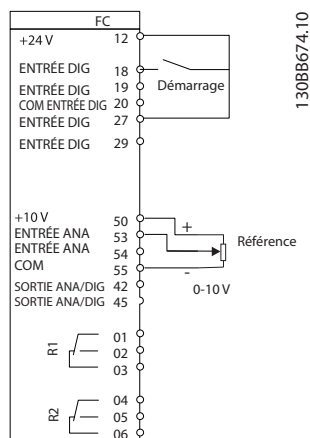 FC
+24 V 12
ENTRÉE DIG 18
ENTRÉE DIG 19
COM ENTRÉE DIG 20
ENTRÉE DIG 27
ENTRÉE DIG 29
Démarrage
130BB674.10
+10 V 50
ENTRÉE ANA 53
ENTRÉE ANA 54
COM 55
SORTIE ANA/DIG 42
SORTIE ANA/DIG 45
+
-
Référence
0-10 V
R1
01
02
03
R2
04
05
06